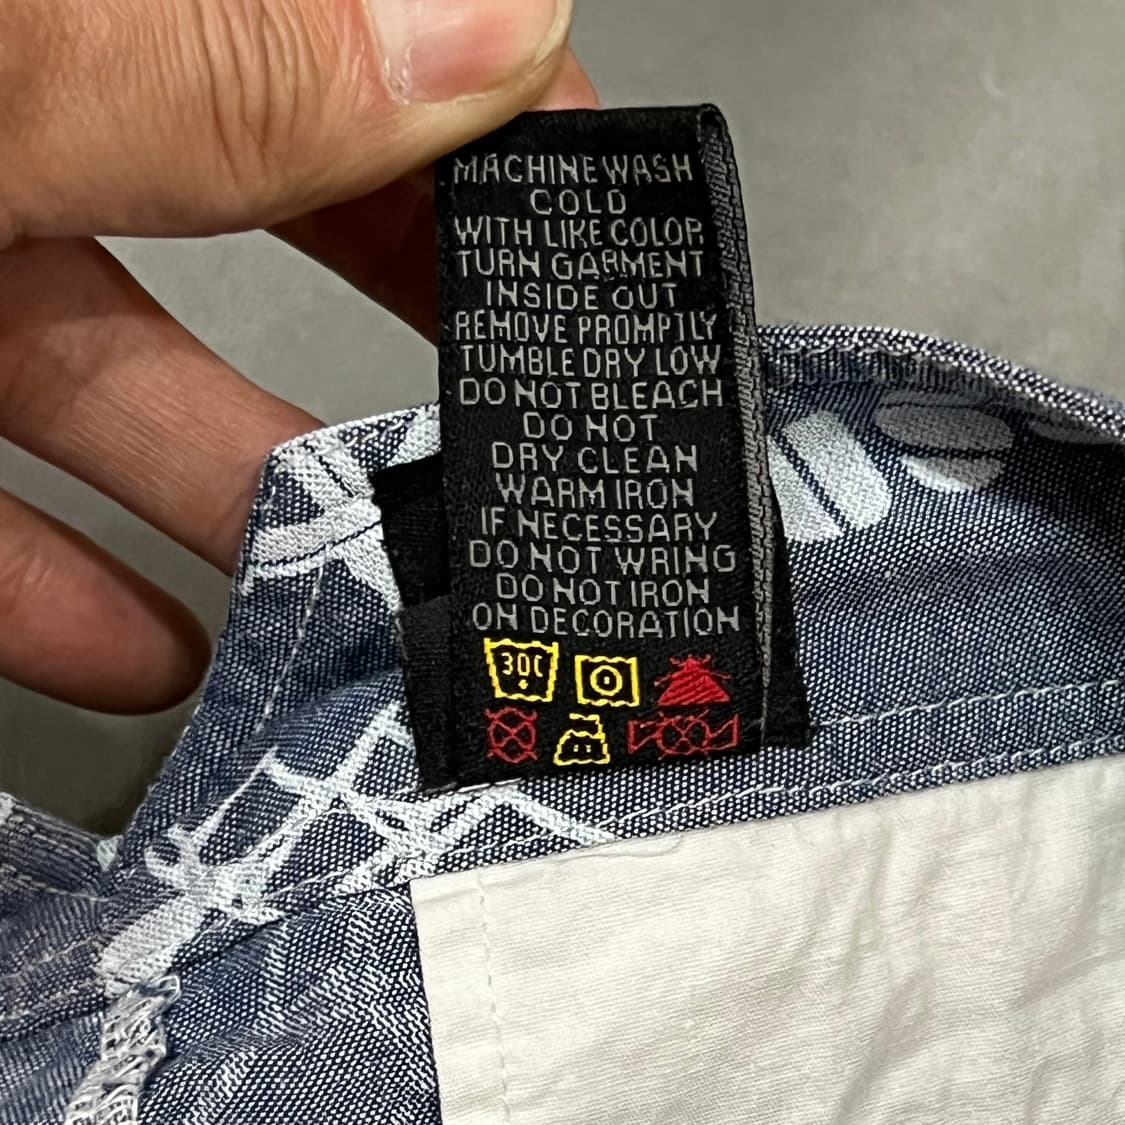 MACHINE WASH
COLD
WITH LIKE COLOR
TURN GARMENT
INSIDE OUT
REMOVE PROMPTLY
TUMBLE DRY LOW
DO NOT BLEACH
DO NOT
DRY CLEAN
WARM IRON
IF NECESSARY
DO NOT WRING
DO NOT IRON
ON DECORATION
30C